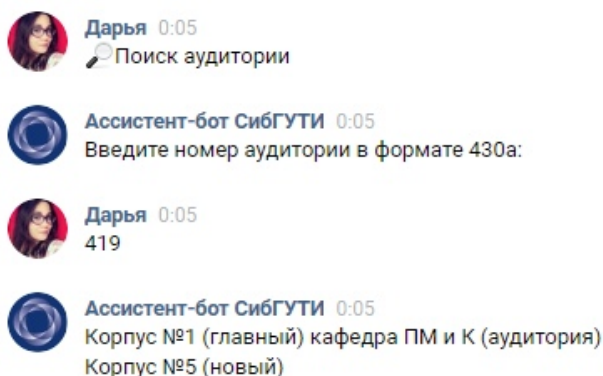 Дарья 0:05
🔎Поиск аудитории
Ассистент-бот СибГУТИ 0:05
Введите номер аудитории в формате 430а:
Дарья 0:05
419
Ассистент-бот СибГУТИ 0:05
Корпус №1 (главный) кафедра ПМ и К (аудитория)
Корпус №5 (новый)